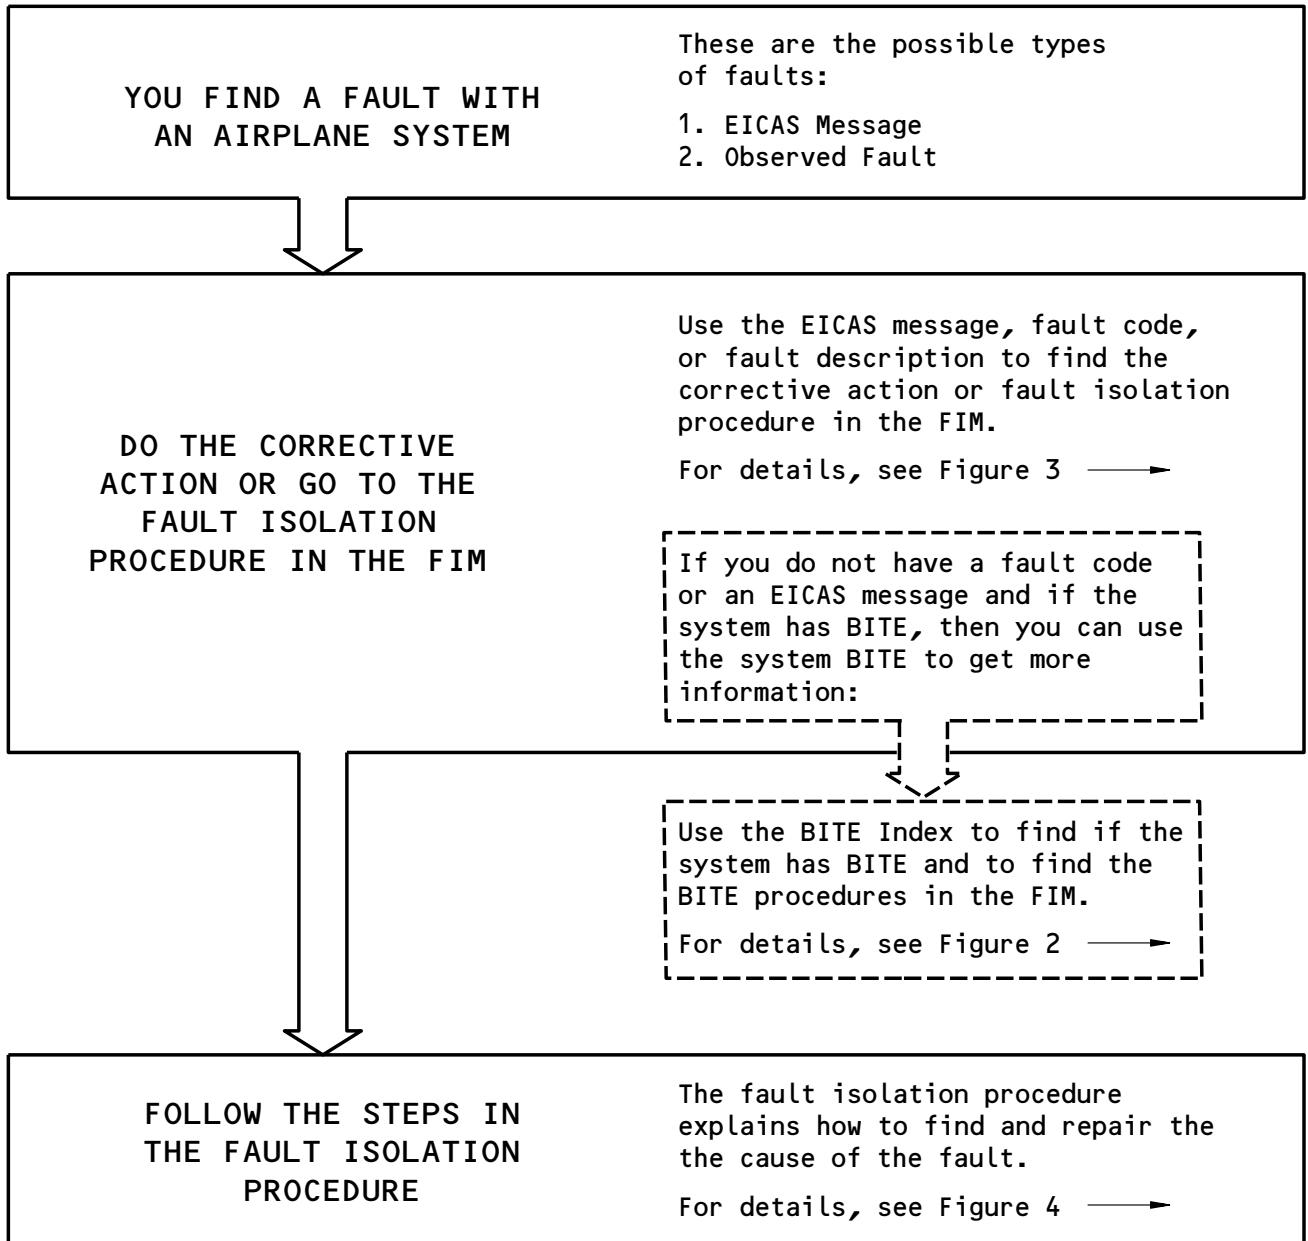 YOU FIND A FAULT WITH
AN AIRPLANE SYSTEM
These are the possible types
of faults:
1. EICAS Message
2. Observed Fault
DO THE CORRECTIVE
ACTION OR GO TO THE
FAULT ISOLATION
PROCEDURE IN THE FIM
Use the EICAS message, fault code,
or fault description to find the
corrective action or fault isolation
procedure in the FIM.
For details, see Figure 3
If you do not have a fault code
or an EICAS message and if the
system has BITE, then you can use
the system BITE to get more
information:
Use the BITE Index to find if the
system has BITE and to find the
BITE procedures in the FIM.
For details, see Figure 2
FOLLOW THE STEPS IN
THE FAULT ISOLATION
PROCEDURE
The fault isolation procedure
explains how to find and repair the
the cause of the fault.
For details, see Figure 4